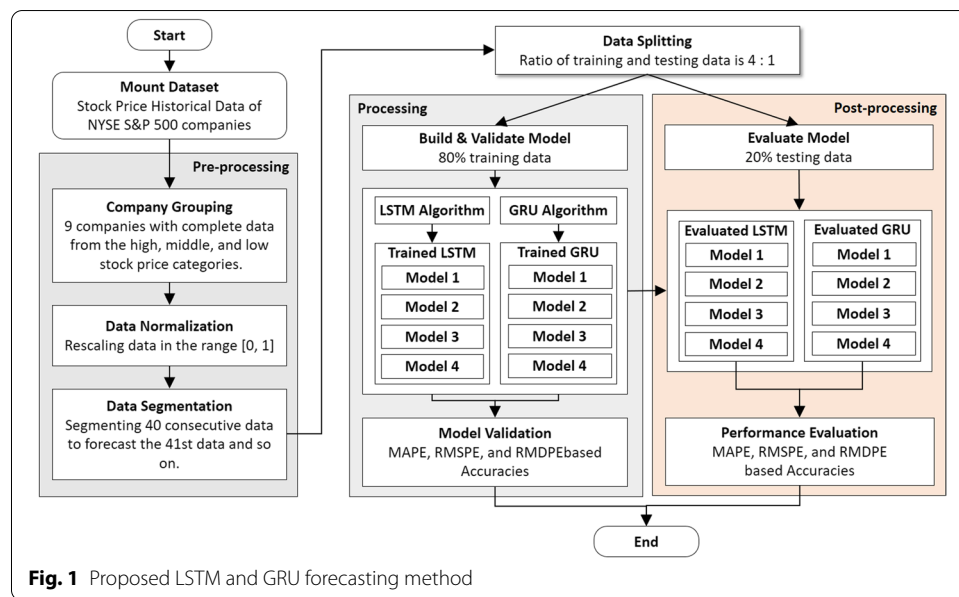 Start
Mount Dataset
Stock Price Historical Data of
NYSE S&P 500 companies
Pre-processing
Company Grouping
9 companies with complete data
from the high, middle, and low
stock price categories.
Data Normalization
Rescaling data in the range [0, 1]
Data Segmentation
Segmenting 40 consecutive data
to forecast the 41st data and so
on.
Data Splitting
Ratio of training and testing data is 4 : 1
Processing
Build & Validate Model
80% training data
LSTM Algorithm
GRU Algorithm
Trained LSTM
Model 1
Model 2
Model 3
Model 4
Trained GRU
Model 1
Model 2
Model 3
Model 4
Model Validation
MAPE, RMSPE, and RMDPEbased
Accuracies
Post-processing
Evaluate Model
20% testing data
Evaluated LSTM
Model 1
Model 2
Model 3
Model 4
Evaluated GRU
Model 1
Model 2
Model 3
Model 4
Performance Evaluation
MAPE, RMSPE, and RMDPE
based Accuracies
End
Fig. 1 Proposed LSTM and GRU forecasting method